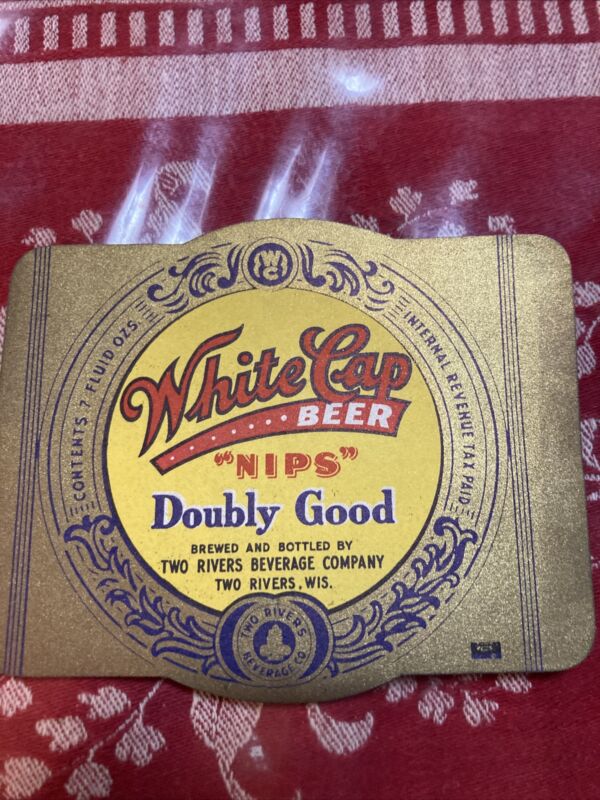 CONTENTS 7 FLUID OZS.
INTERNAL REVENUE TAX PAID
White Cap
BEER
"NIPS"
Doubly Good
BREWED AND BOTTLED BY
TWO RIVERS BEVERAGE COMPANY
TWO RIVERS, WIS.
TWO RIVERS
BEVERAGE CO.